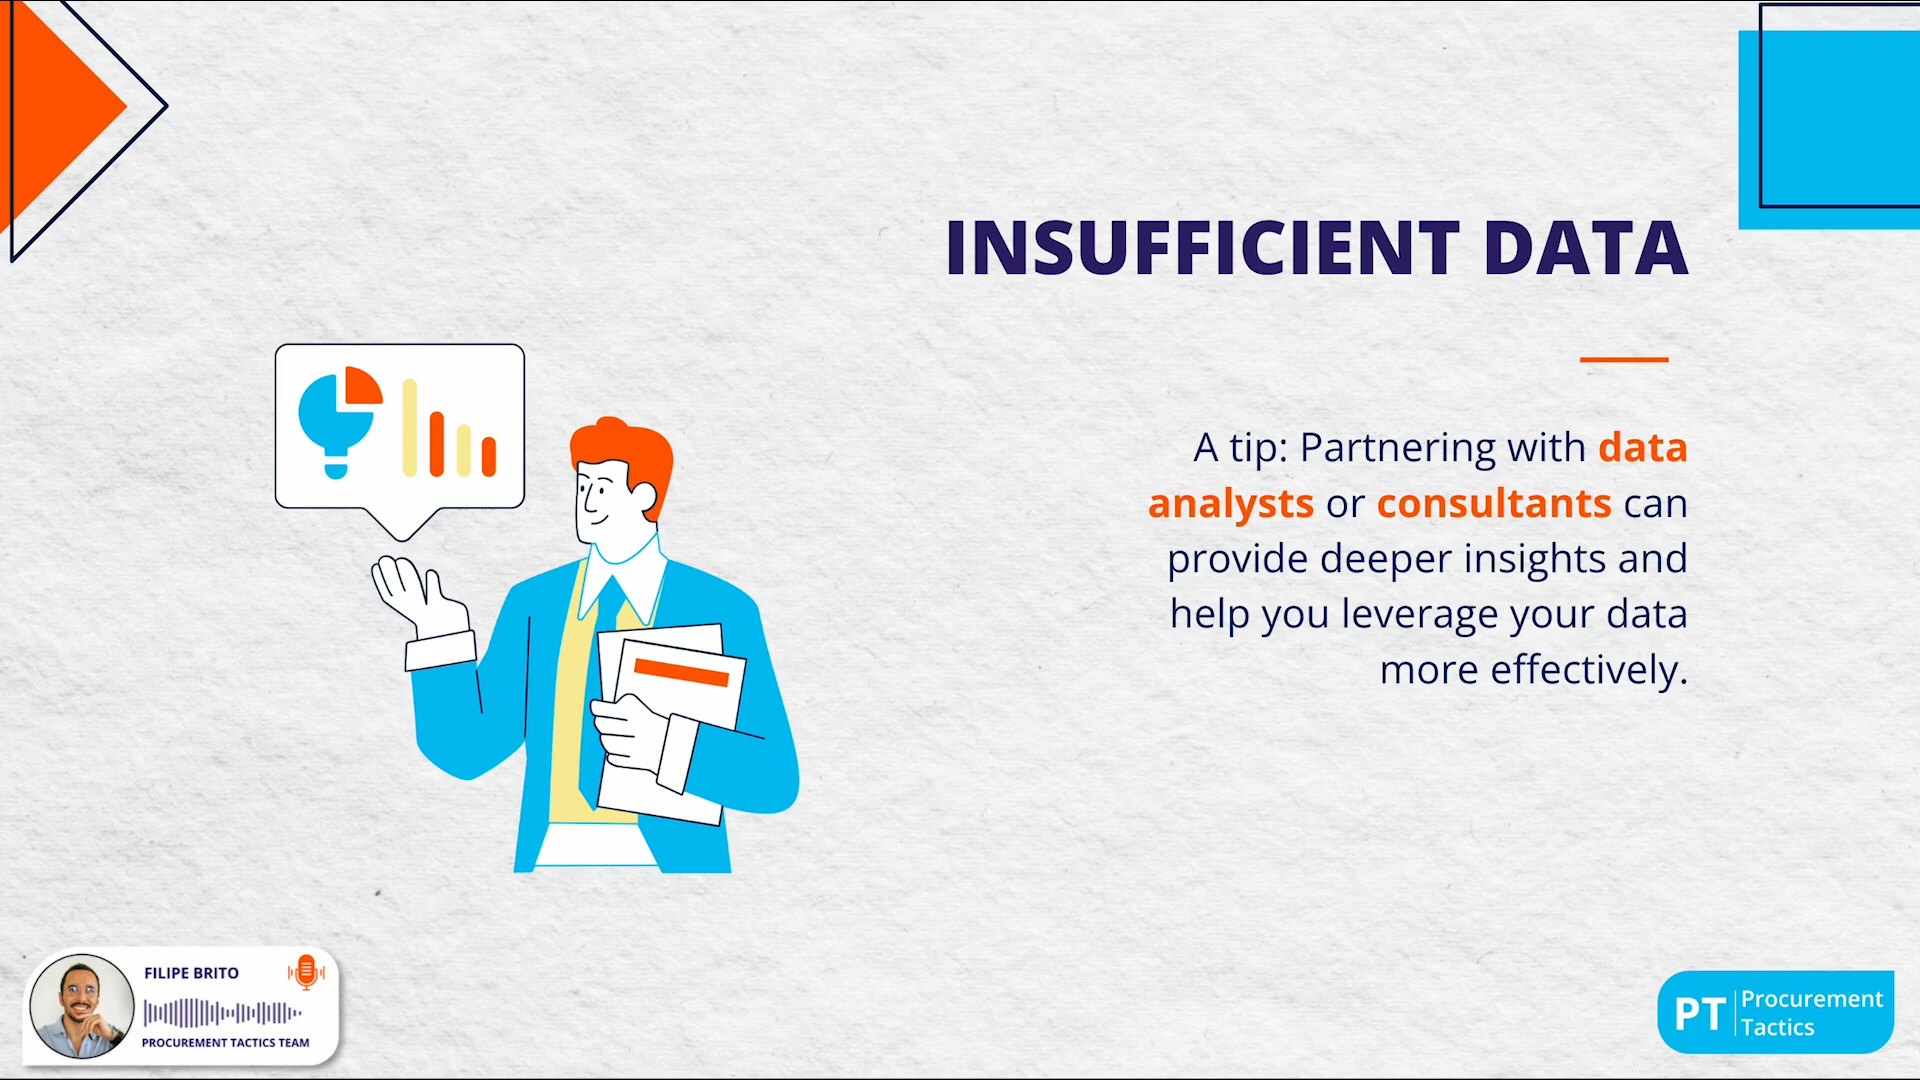 INSUFFICIENT DATA
A tip: Partnering with data
analysts or consultants can
provide deeper insights and
help you leverage your data
more effectively.
FILIPE BRITO
PROCUREMENT TACTICS TEAM
PT Procurement
Tactics